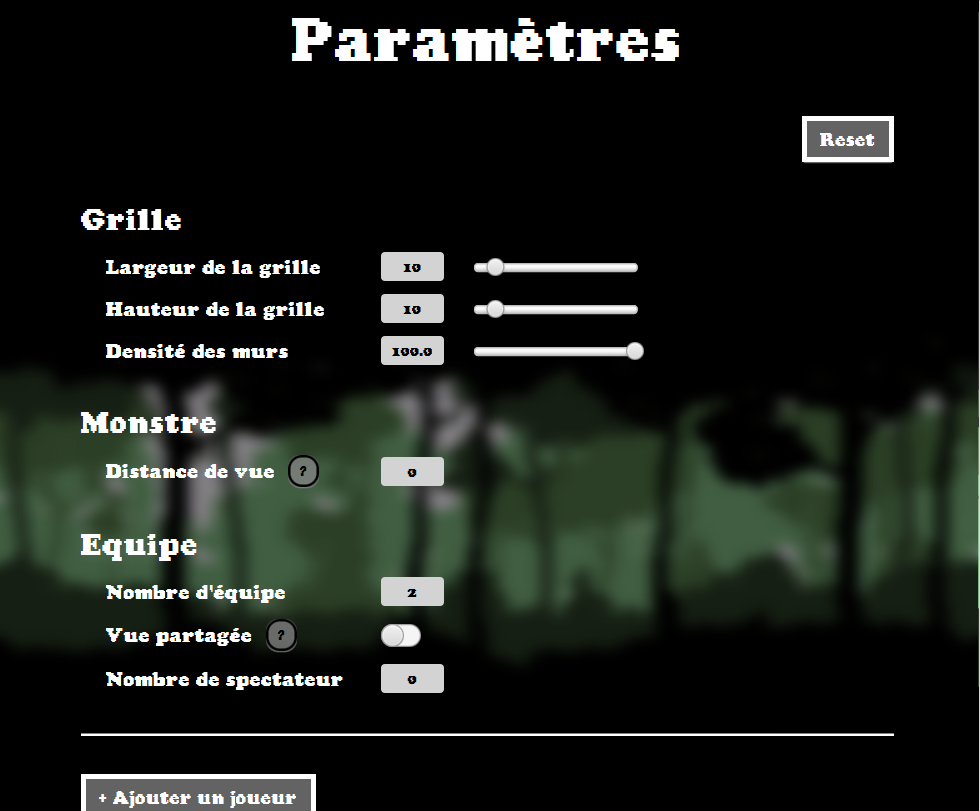 Paramètres
Reset
Grille
Largeur de la grille 10
Hauteur de la grille 10
Densité des murs 100.0
Monstre
Distance de vue ? 0
Equipe
Nombre d'équipe 2
Vue partagée ?
Nombre de spectateur 0
+ Ajouter un joueur